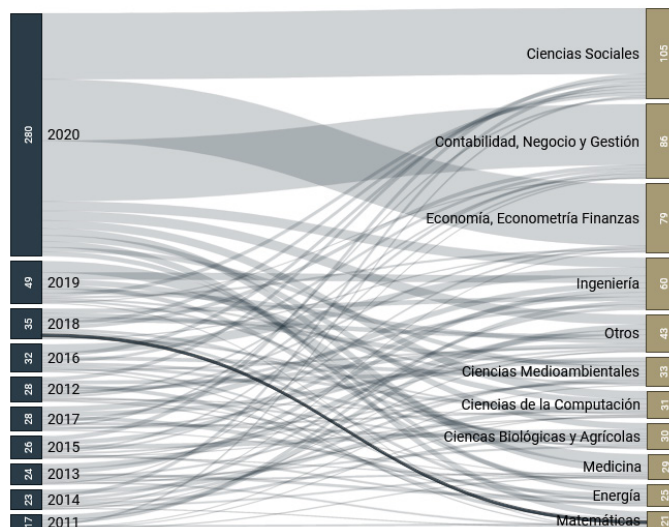 280 2020
49 2019
35 2018
32 2016
28 2012
28 2017
26 2015
24 2013
23 2014
17 2011
Ciencias Sociales 105
Contabilidad, Negocio y Gestión 86
Economía, Econometría Finanzas 79
Ingeniería 60
Otros 43
Ciencias Medioambientales 33
Ciencias de la Computación 31
Ciencas Biológicas y Agrícolas 30
Medicina 29
Energía 25
Matemáticas